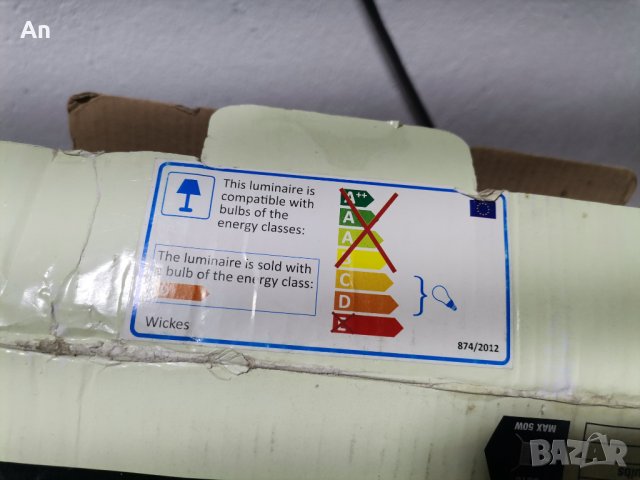 An
This luminaire is
compatible with
bulbs of the
energy classes:
A++
A
A
The luminaire is sold with
a bulb of the energy class:
C
D
E
Wickes
874/2012
MAX 50W
BAZAR